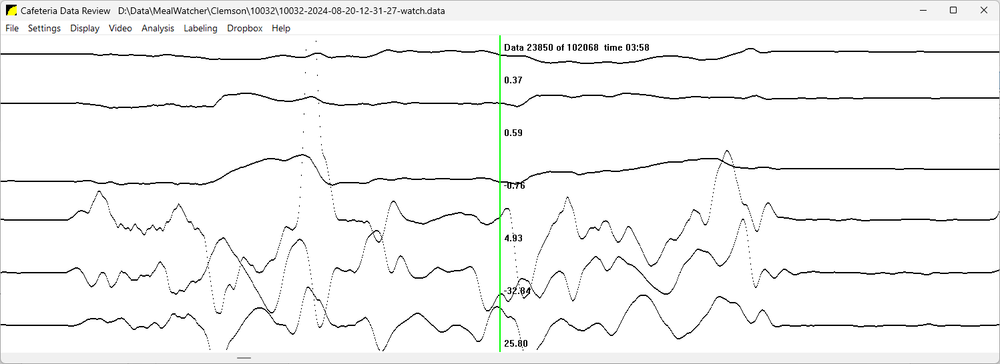 Cafeteria Data Review   D:\Data\MealWatcher\Clemson\10032\10032-2024-08-20-12-31-27-watch.data
File Settings Display Video Analysis Labeling Dropbox Help
Data 23850 of 102068  time 03:58
0.37
0.59
-0.76
4.93
-32.84
25.80